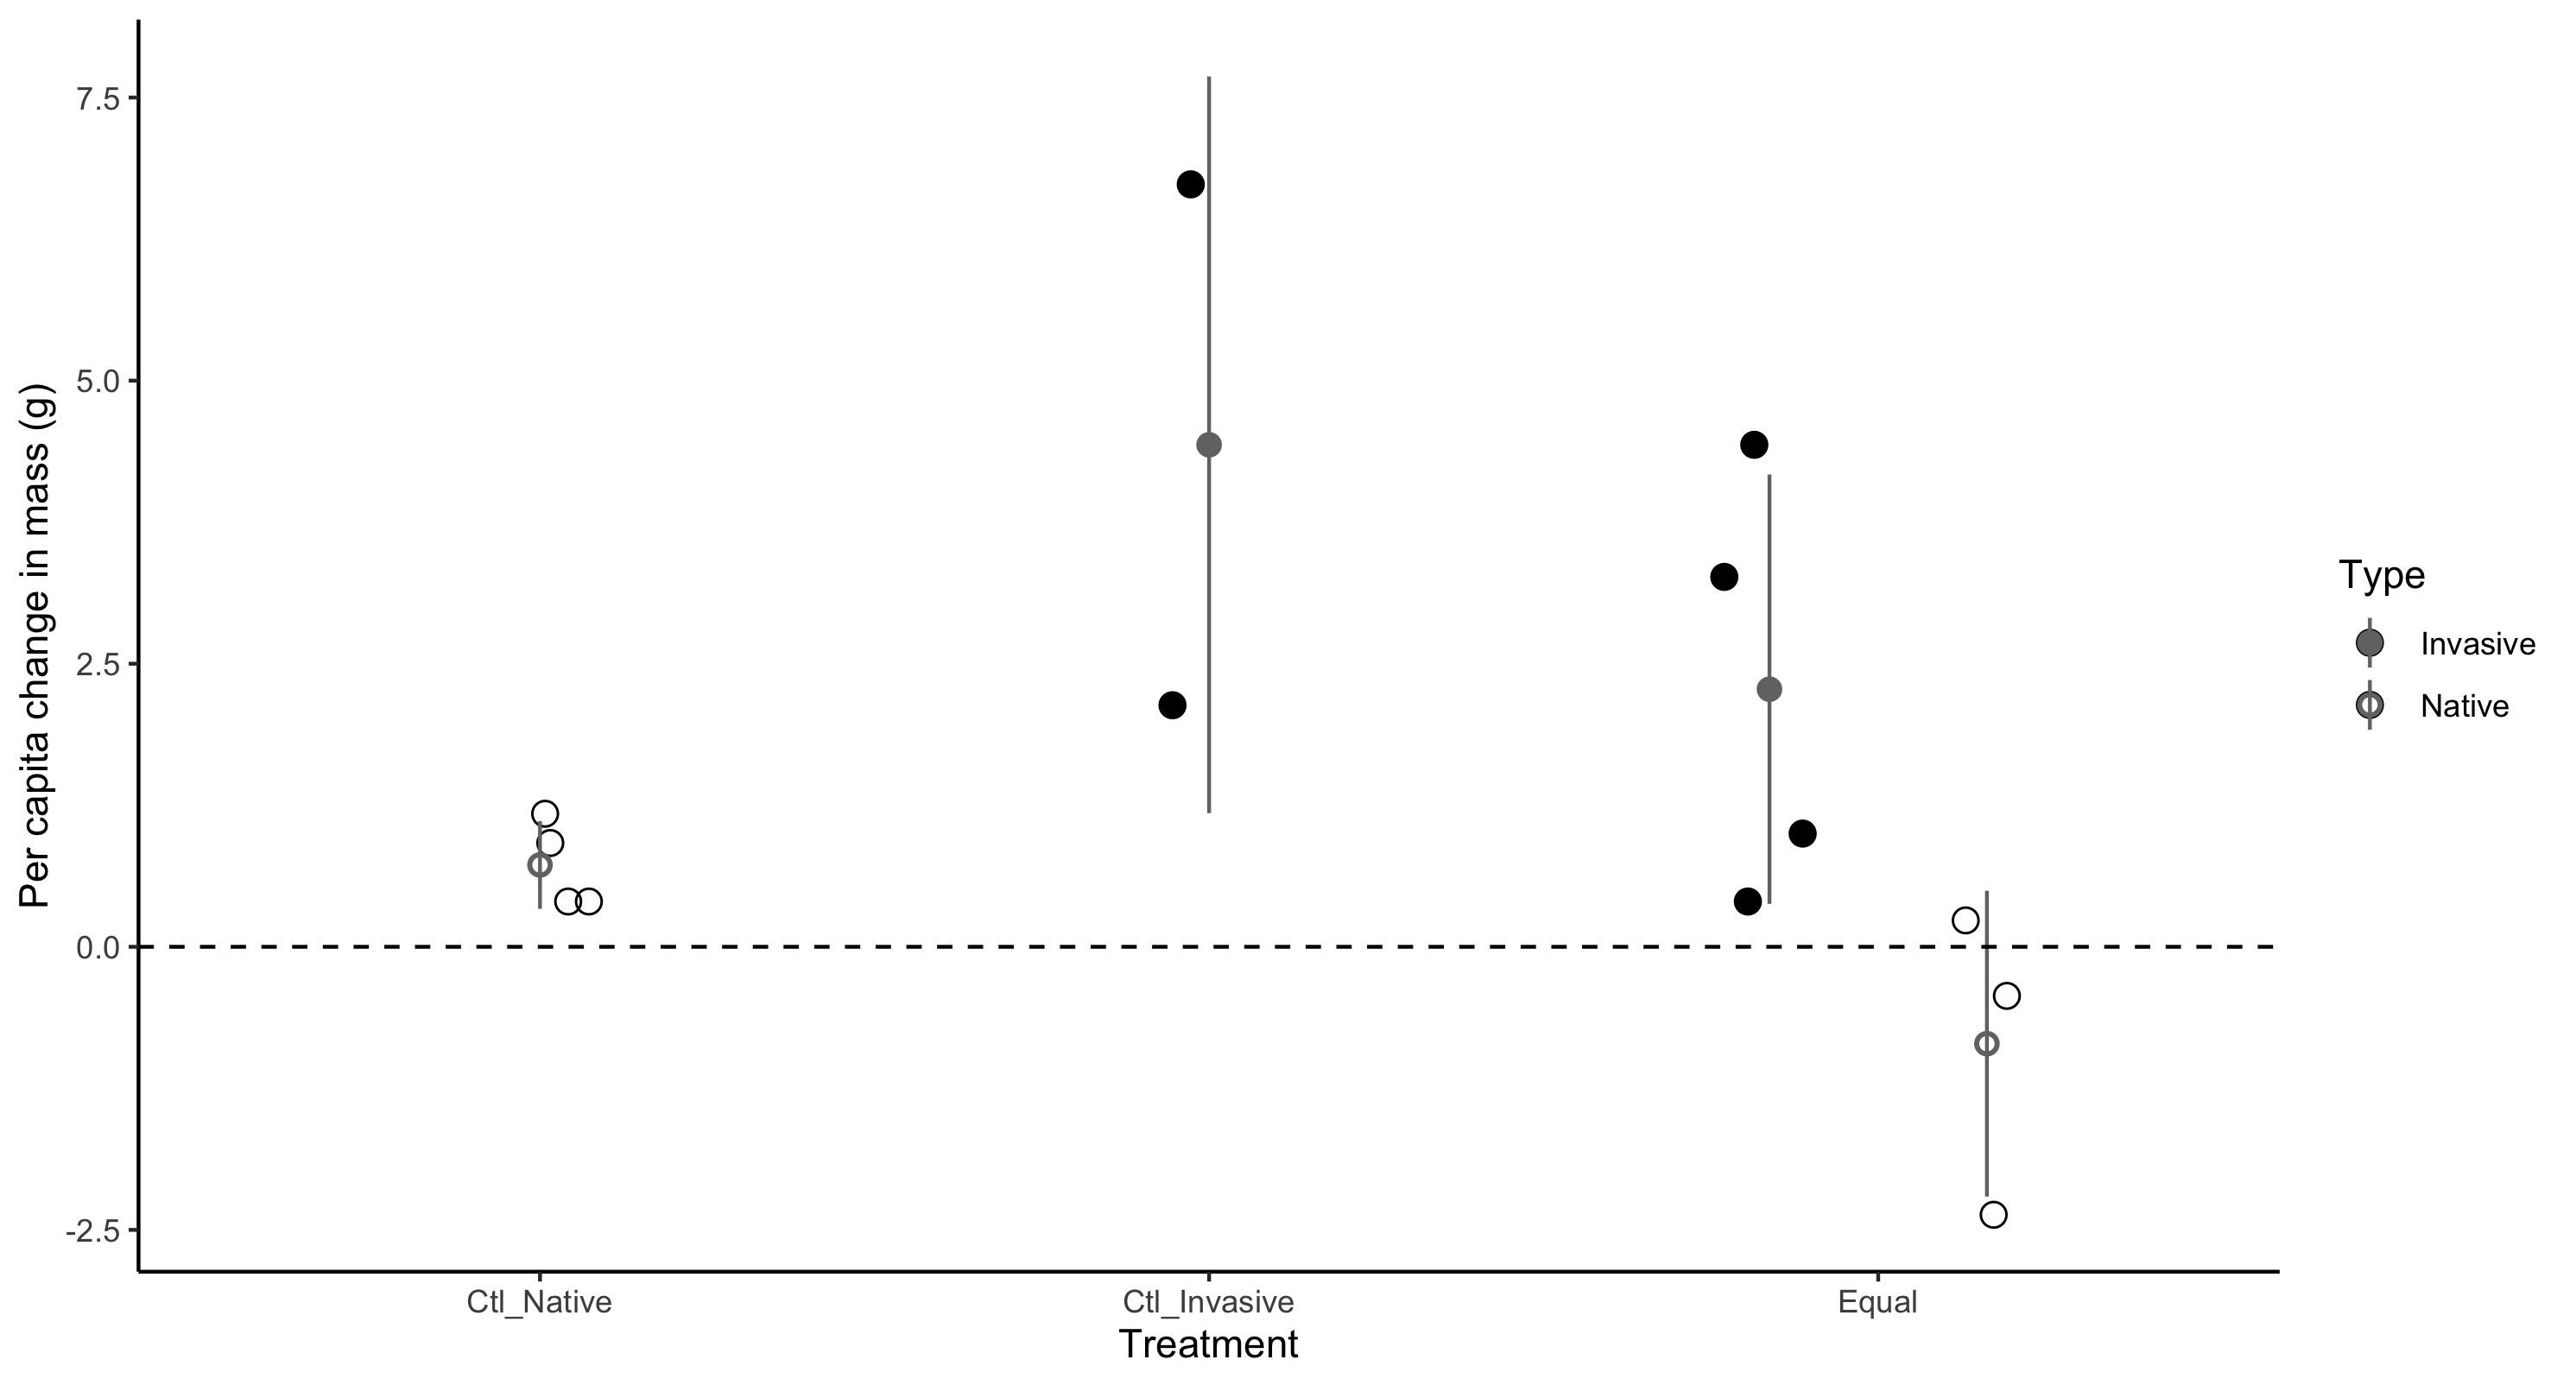 Per capita change in mass (g)
7.5
5.0
2.5
0.0
-2.5
Ctl_Native
Ctl_Invasive
Equal
Treatment
Type
Invasive
Native